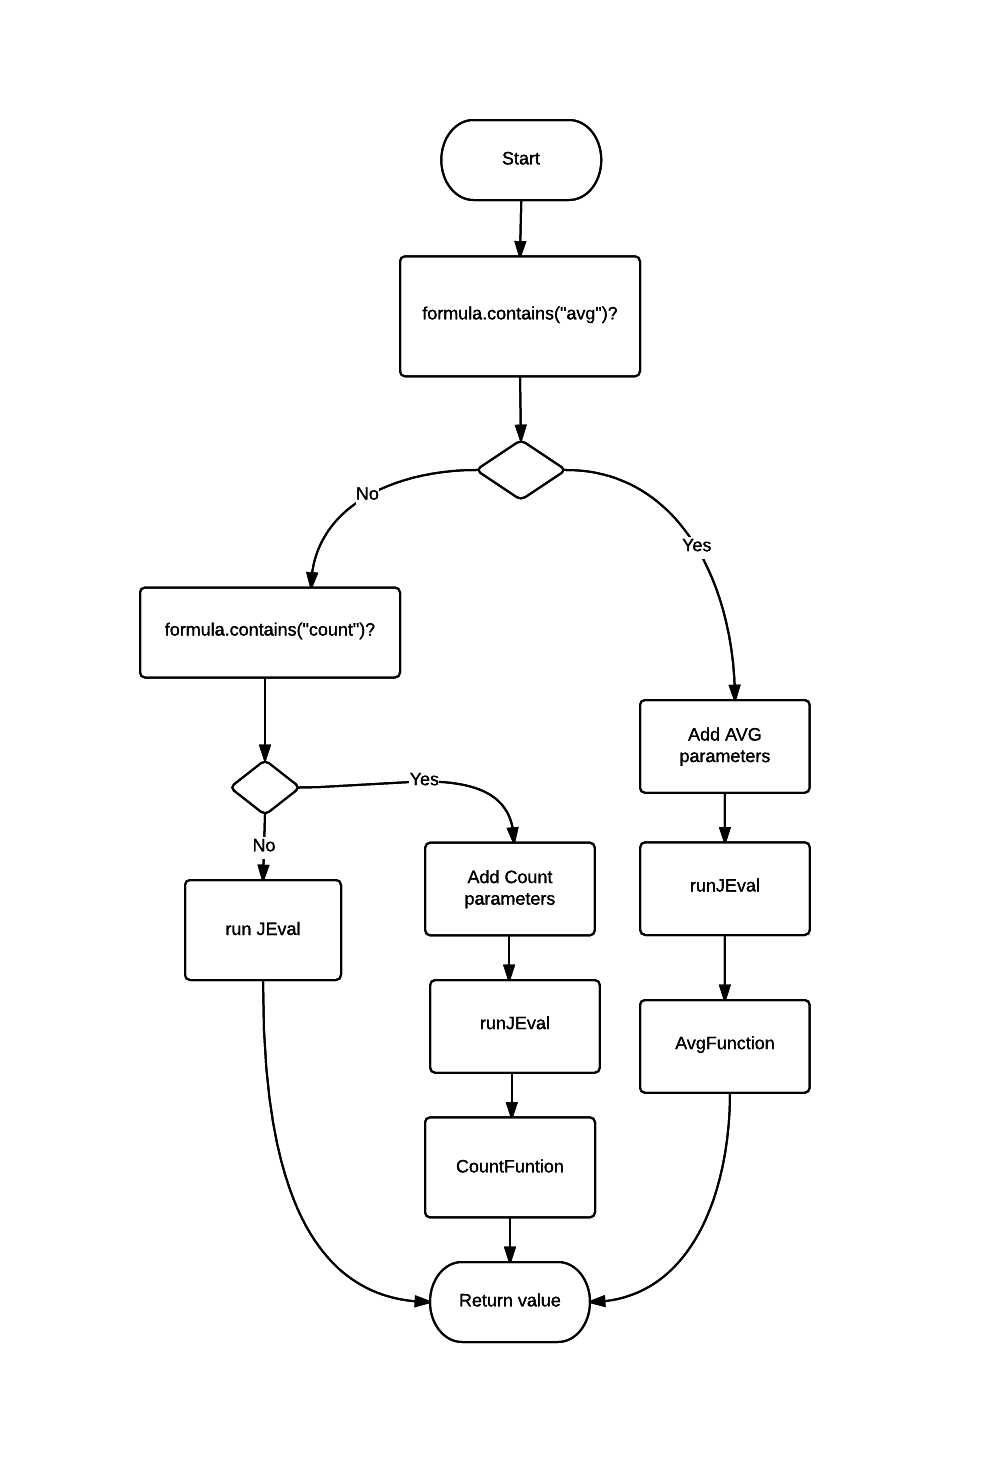 Start
formula.contains("avg")?
No
Yes
formula.contains("count")?
Add AVG
parameters
Yes
No
Add Count
parameters
runJEval
run JEval
runJEval
AvgFunction
CountFuntion
Return value